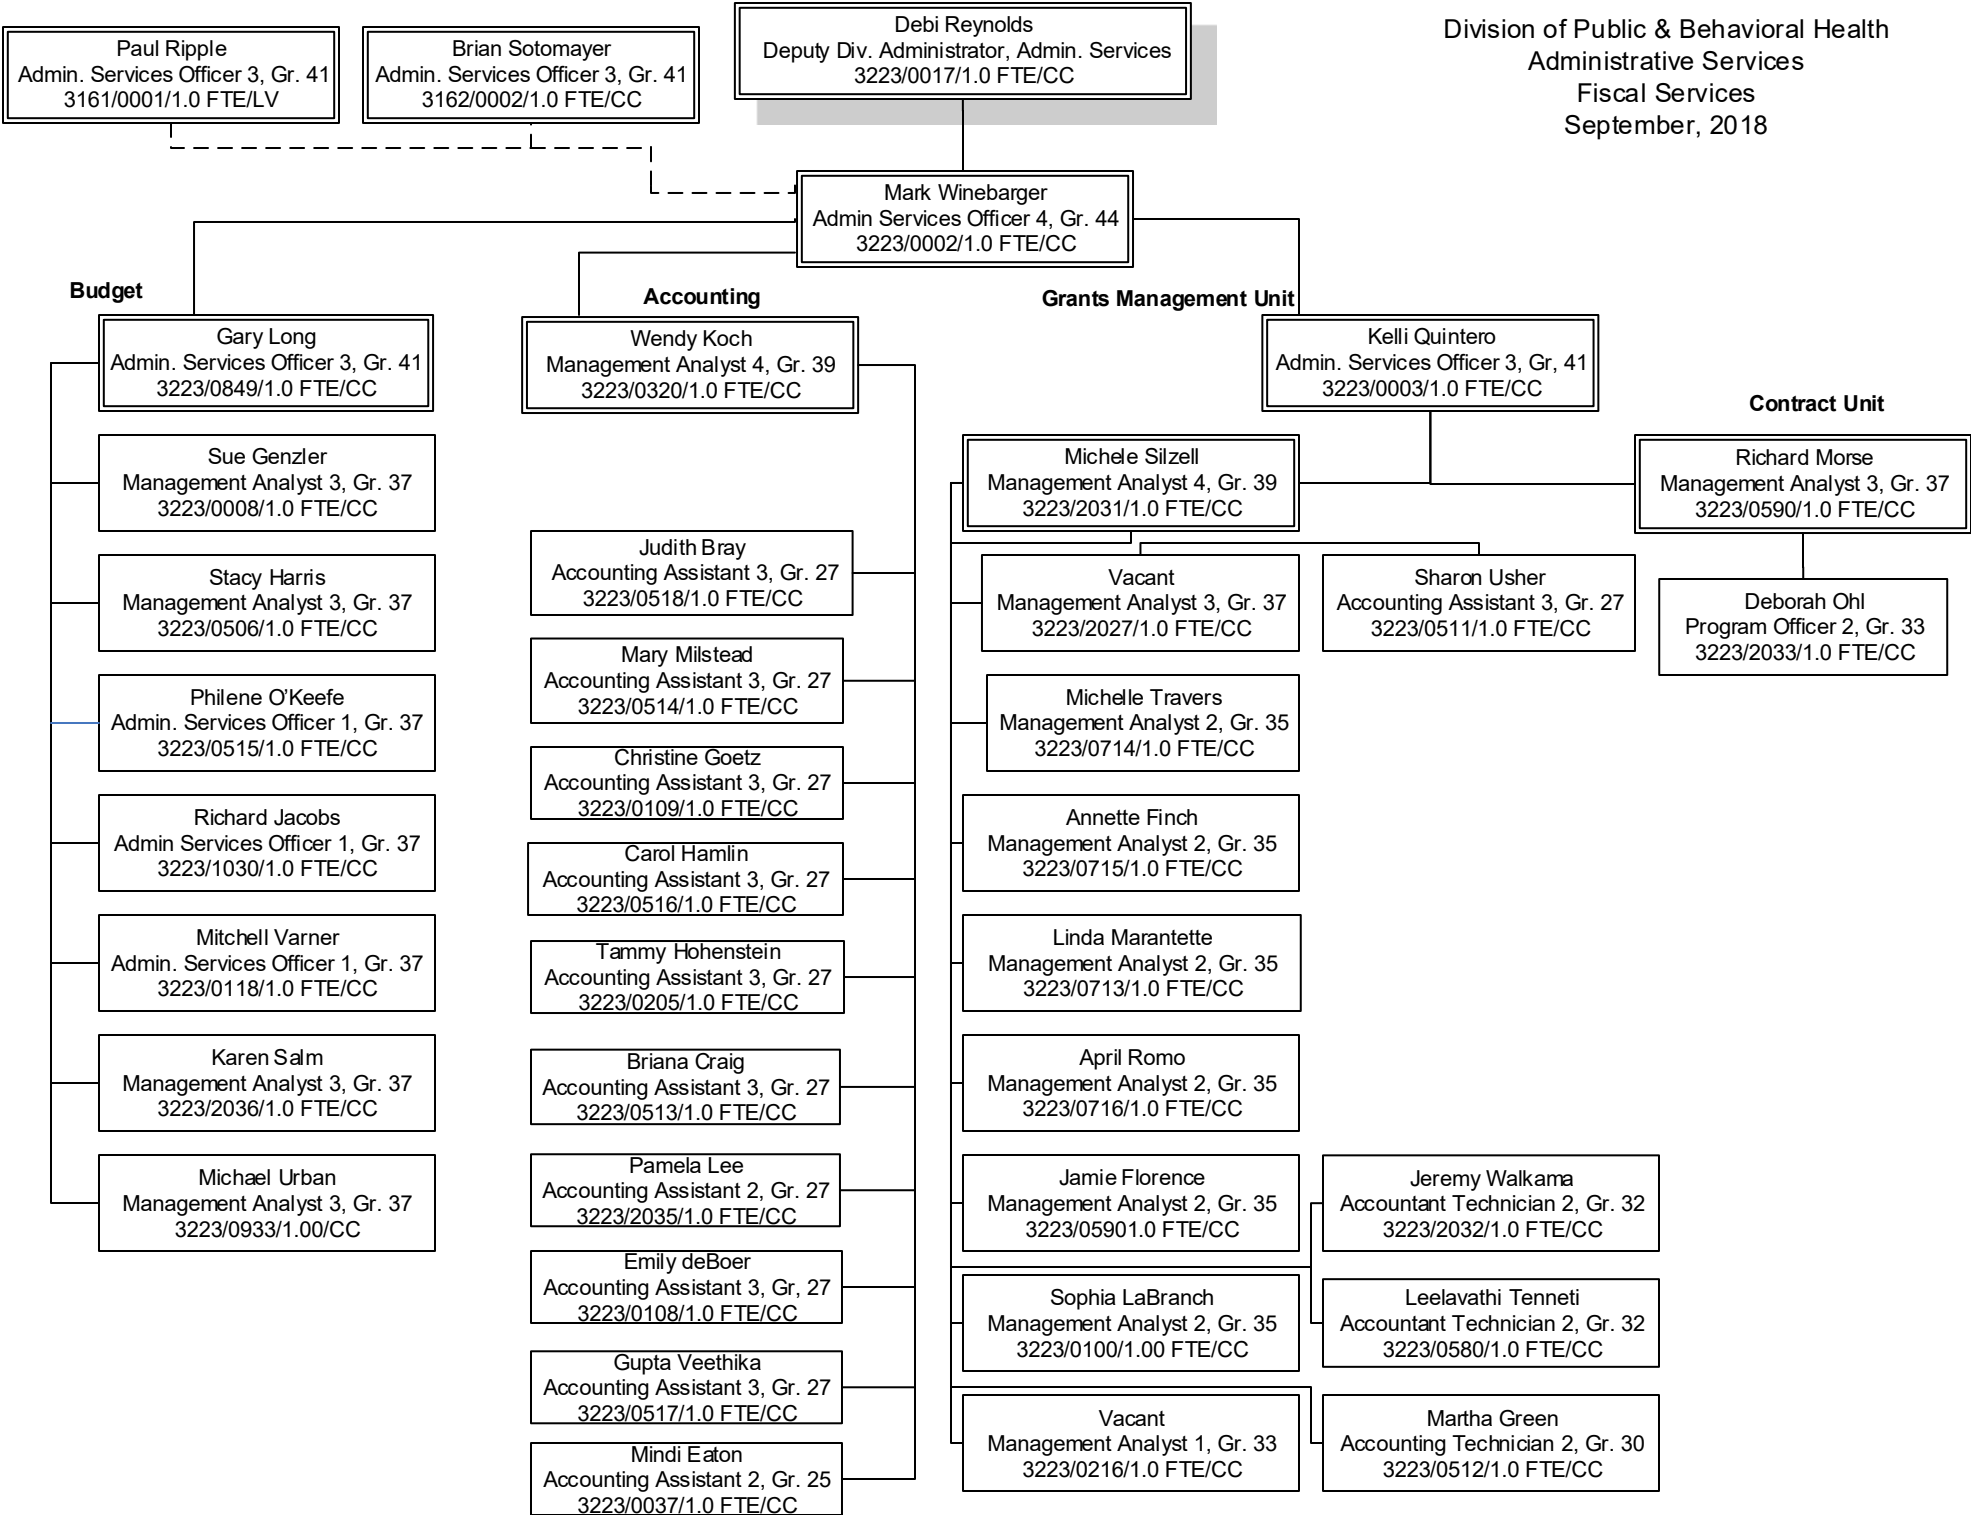 Paul Ripple
Admin. Services Officer 3, Gr. 41
3161/0001/1.0 FTE/LV
Brian Sotomayer
Admin. Services Officer 3, Gr. 41
3162/0002/1.0 FTE/CC
Debi Reynolds
Deputy Div. Administrator, Admin. Services
3223/0017/1.0 FTE/CC
Division of Public & Behavioral Health
Administrative Services
Fiscal Services
September, 2018
Mark Winebarger
Admin Services Officer 4, Gr. 44
3223/0002/1.0 FTE/CC
Budget
Gary Long
Admin. Services Officer 3, Gr. 41
3223/0849/1.0 FTE/CC
Sue Genzler
Management Analyst 3, Gr. 37
3223/0008/1.0 FTE/CC
Stacy Harris
Management Analyst 3, Gr. 37
3223/0506/1.0 FTE/CC
Philene O’Keefe
Admin. Services Officer 1, Gr. 37
3223/0515/1.0 FTE/CC
Richard Jacobs
Admin Services Officer 1, Gr. 37
3223/1030/1.0 FTE/CC
Mitchell Varner
Admin. Services Officer 1, Gr. 37
3223/0118/1.0 FTE/CC
Karen Salm
Management Analyst 3, Gr. 37
3223/2036/1.0 FTE/CC
Michael Urban
Management Analyst 3, Gr. 37
3223/0933/1.00/CC
Accounting
Wendy Koch
Management Analyst 4, Gr. 39
3223/0320/1.0 FTE/CC
Judith Bray
Accounting Assistant 3, Gr. 27
3223/0518/1.0 FTE/CC
Mary Milstead
Accounting Assistant 3, Gr. 27
3223/0514/1.0 FTE/CC
Christine Goetz
Accounting Assistant 3, Gr. 27
3223/0109/1.0 FTE/CC
Carol Hamlin
Accounting Assistant 3, Gr. 27
3223/0516/1.0 FTE/CC
Tammy Hohenstein
Accounting Assistant 3, Gr. 27
3223/0205/1.0 FTE/CC
Briana Craig
Accounting Assistant 3, Gr. 27
3223/0513/1.0 FTE/CC
Pamela Lee
Accounting Assistant 2, Gr. 27
3223/2035/1.0 FTE/CC
Emily deBoer
Accounting Assistant 3, Gr, 27
3223/0108/1.0 FTE/CC
Gupta Veethika
Accounting Assistant 3, Gr. 27
3223/0517/1.0 FTE/CC
Mindi Eaton
Accounting Assistant 2, Gr. 25
3223/0037/1.0 FTE/CC
Grants Management Unit
Kelli Quintero
Admin. Services Officer 3, Gr, 41
3223/0003/1.0 FTE/CC
Michele Silzell
Management Analyst 4, Gr. 39
3223/2031/1.0 FTE/CC
Vacant
Management Analyst 3, Gr. 37
3223/2027/1.0 FTE/CC
Sharon Usher
Accounting Assistant 3, Gr. 27
3223/0511/1.0 FTE/CC
Michelle Travers
Management Analyst 2, Gr. 35
3223/0714/1.0 FTE/CC
Annette Finch
Management Analyst 2, Gr. 35
3223/0715/1.0 FTE/CC
Linda Marantette
Management Analyst 2, Gr. 35
3223/0713/1.0 FTE/CC
April Romo
Management Analyst 2, Gr. 35
3223/0716/1.0 FTE/CC
Jamie Florence
Management Analyst 2, Gr. 35
3223/05901.0 FTE/CC
Jeremy Walkama
Accountant Technician 2, Gr. 32
3223/2032/1.0 FTE/CC
Sophia LaBranch
Management Analyst 2, Gr. 35
3223/0100/1.00 FTE/CC
Leelavathi Tenneti
Accountant Technician 2, Gr. 32
3223/0580/1.0 FTE/CC
Vacant
Management Analyst 1, Gr. 33
3223/0216/1.0 FTE/CC
Martha Green
Accounting Technician 2, Gr. 30
3223/0512/1.0 FTE/CC
Contract Unit
Richard Morse
Management Analyst 3, Gr. 37
3223/0590/1.0 FTE/CC
Deborah Ohl
Program Officer 2, Gr. 33
3223/2033/1.0 FTE/CC